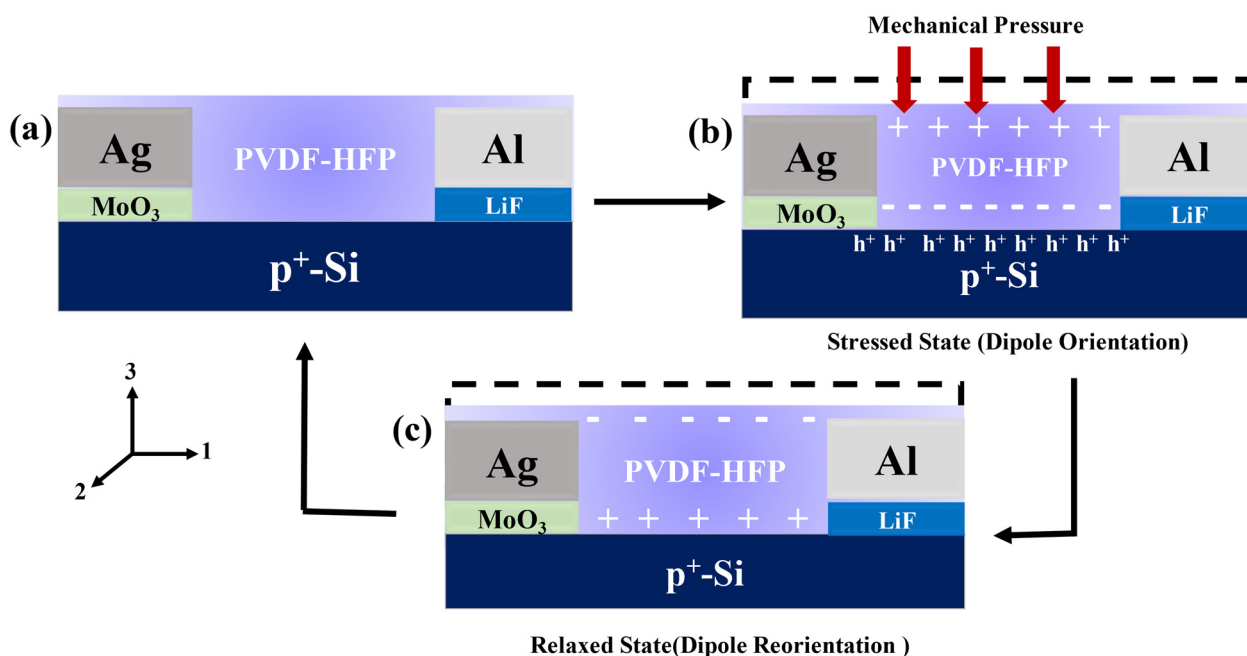 Mechanical Pressure
(a)
Ag
PVDF-HFP
Al
MoO₃
LiF
p⁺-Si
(b)
+ + + + + +
Ag
PVDF-HFP
Al
MoO₃
- - - - - - - -
LiF
h⁺ h⁺ h⁺ h⁺ h⁺ h⁺ h⁺ h⁺ h⁺
p⁺-Si
Stressed State (Dipole Orientation)
3
1
2
(c)
- - - - - -
Ag
PVDF-HFP
Al
MoO₃
+ + + + +
LiF
p⁺-Si
Relaxed State(Dipole Reorientation )